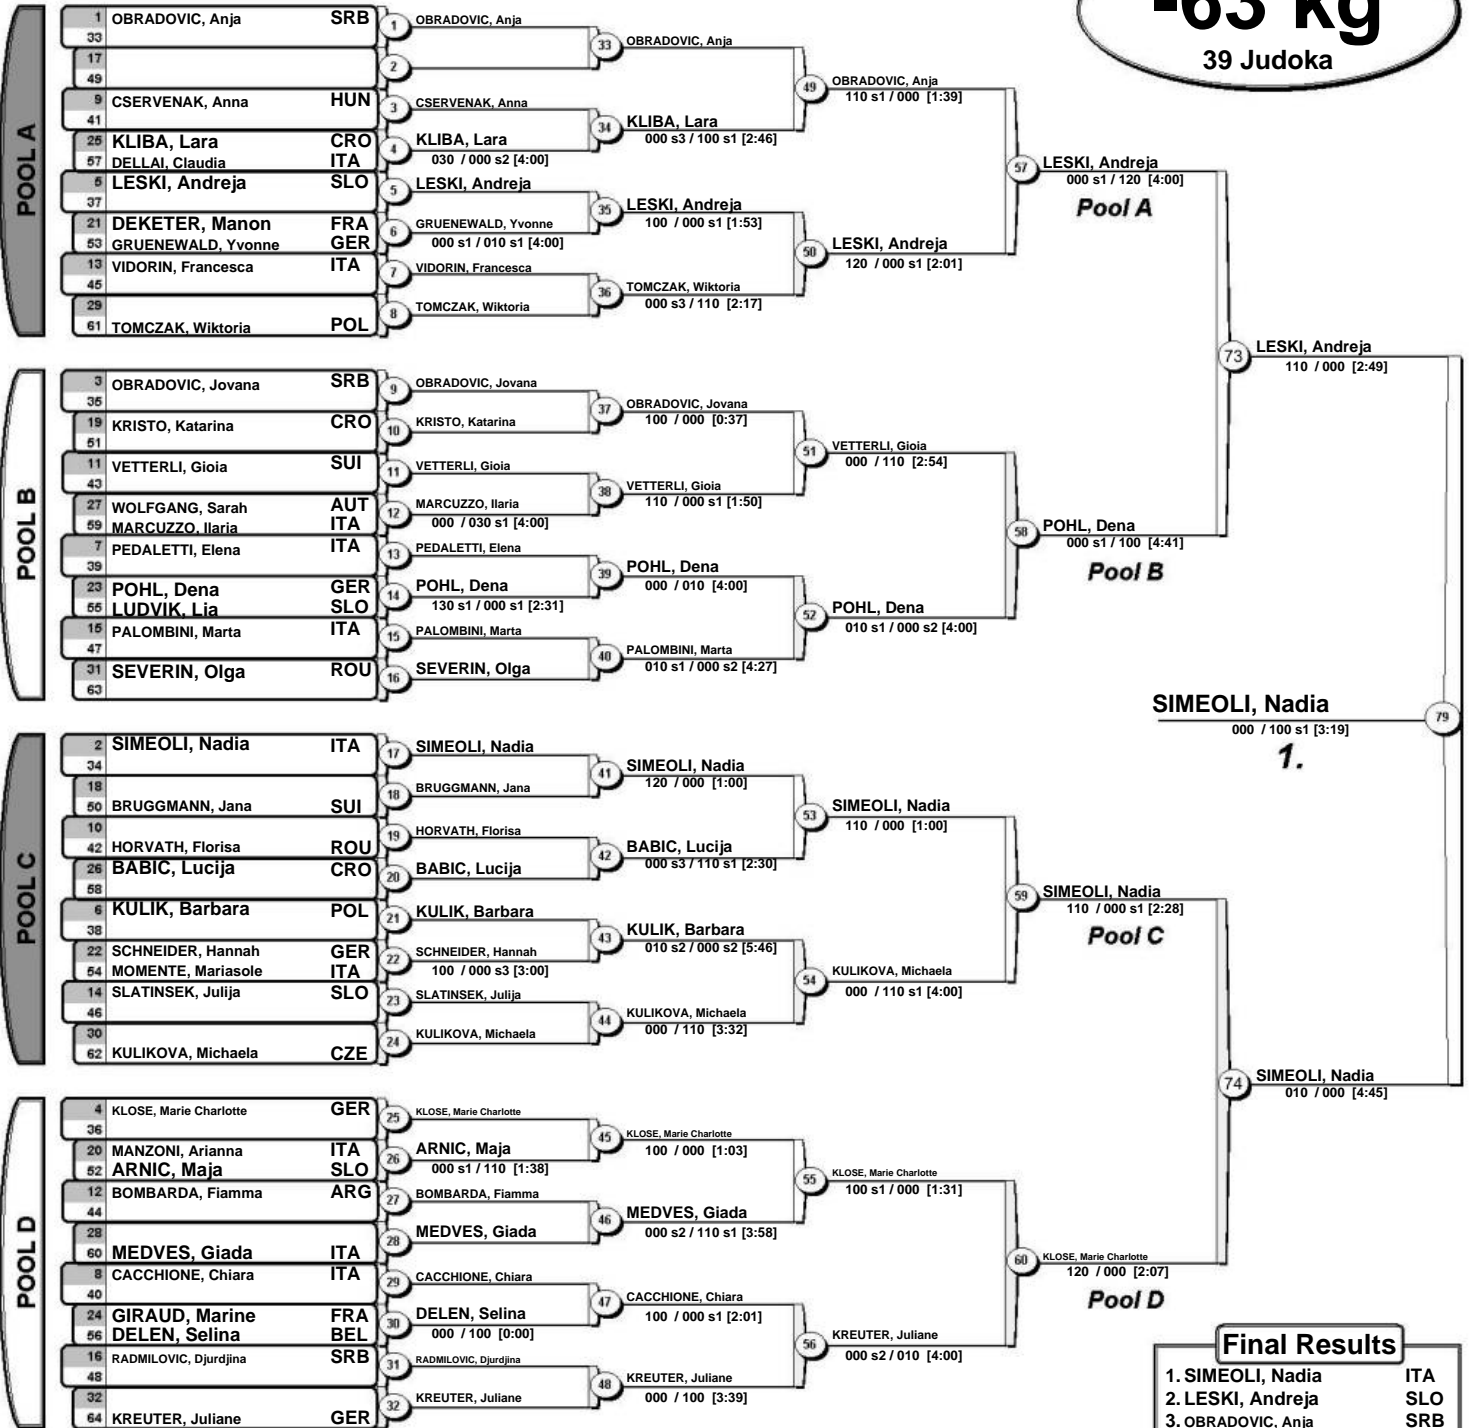 -63 kg
39 Judoka
POOL A
1 OBRADOVIC, Anja SRB
33
17
49
9 CSERVENAK, Anna HUN
41
25 KLIBA, Lara CRO
57 DELLAI, Claudia ITA
5 LESKI, Andreja SLO
37
21 DEKETER, Manon FRA
53 GRUENEWALD, Yvonne GER
13 VIDORIN, Francesca ITA
45
29
61 TOMCZAK, Wiktoria POL
1 OBRADOVIC, Anja
2
3 CSERVENAK, Anna
4 KLIBA, Lara
030 / 000 s2 [4:00]
5 LESKI, Andreja
6 GRUENEWALD, Yvonne
000 s1 / 010 s1 [4:00]
7 VIDORIN, Francesca
8 TOMCZAK, Wiktoria
33 OBRADOVIC, Anja
34 KLIBA, Lara
000 s3 / 100 s1 [2:46]
35 LESKI, Andreja
100 / 000 s1 [1:53]
36 TOMCZAK, Wiktoria
000 s3 / 110 [2:17]
49 OBRADOVIC, Anja
110 s1 / 000 [1:39]
50 LESKI, Andreja
120 / 000 s1 [2:01]
57 LESKI, Andreja
000 s1 / 120 [4:00]
Pool A
POOL B
3 OBRADOVIC, Jovana SRB
35
19 KRISTO, Katarina CRO
51
11 VETTERLI, Gioia SUI
43
27 WOLFGANG, Sarah AUT
59 MARCUZZO, Ilaria ITA
7 PEDALETTI, Elena ITA
39
23 POHL, Dena GER
55 LUDVIK, Lia SLO
15 PALOMBINI, Marta ITA
47
31 SEVERIN, Olga ROU
63
9 OBRADOVIC, Jovana
10 KRISTO, Katarina
11 VETTERLI, Gioia
12 MARCUZZO, Ilaria
000 / 030 s1 [4:00]
13 PEDALETTI, Elena
14 POHL, Dena
130 s1 / 000 s1 [2:31]
15 PALOMBINI, Marta
16 SEVERIN, Olga
37 OBRADOVIC, Jovana
100 / 000 [0:37]
38 VETTERLI, Gioia
110 / 000 s1 [1:50]
39 POHL, Dena
000 / 010 [4:00]
40 PALOMBINI, Marta
010 s1 / 000 s2 [4:27]
51 VETTERLI, Gioia
000 / 110 [2:54]
52 POHL, Dena
010 s1 / 000 s2 [4:00]
58 POHL, Dena
000 s1 / 100 [4:41]
Pool B
73 LESKI, Andreja
110 / 000 [2:49]
SIMEOLI, Nadia 79
000 / 100 s1 [3:19]
1.
POOL C
2 SIMEOLI, Nadia ITA
34
18
50 BRUGGMANN, Jana SUI
10
42 HORVATH, Florisa ROU
26 BABIC, Lucija CRO
58
6 KULIK, Barbara POL
38
22 SCHNEIDER, Hannah GER
54 MOMENTE, Mariasole ITA
14 SLATINSEK, Julija SLO
46
30
62 KULIKOVA, Michaela CZE
17 SIMEOLI, Nadia
18 BRUGGMANN, Jana
19 HORVATH, Florisa
20 BABIC, Lucija
21 KULIK, Barbara
22 SCHNEIDER, Hannah
100 / 000 s3 [3:00]
23 SLATINSEK, Julija
24 KULIKOVA, Michaela
41 SIMEOLI, Nadia
120 / 000 [1:00]
42 BABIC, Lucija
000 s3 / 110 s1 [2:30]
43 KULIK, Barbara
010 s2 / 000 s2 [5:46]
44 KULIKOVA, Michaela
000 / 110 [3:32]
53 SIMEOLI, Nadia
110 / 000 [1:00]
54 KULIKOVA, Michaela
000 / 110 s1 [4:00]
59 SIMEOLI, Nadia
110 / 000 s1 [2:28]
Pool C
POOL D
4 KLOSE, Marie Charlotte GER
36
20 MANZONI, Arianna ITA
52 ARNIC, Maja SLO
12 BOMBARDA, Fiamma ARG
44
28
60 MEDVES, Giada ITA
8 CACCHIONE, Chiara ITA
40
24 GIRAUD, Marine FRA
56 DELEN, Selina BEL
16 RADMILOVIC, Djurdjina SRB
48
32
64 KREUTER, Juliane GER
25 KLOSE, Marie Charlotte
26 ARNIC, Maja
000 s1 / 110 [1:38]
27 BOMBARDA, Fiamma
28 MEDVES, Giada
29 CACCHIONE, Chiara
30 DELEN, Selina
000 / 100 [0:00]
31 RADMILOVIC, Djurdjina
32 KREUTER, Juliane
45 KLOSE, Marie Charlotte
100 / 000 [1:03]
46 MEDVES, Giada
000 s2 / 110 s1 [3:58]
47 CACCHIONE, Chiara
100 / 000 s1 [2:01]
48 KREUTER, Juliane
000 / 100 [3:39]
55 KLOSE, Marie Charlotte
100 s1 / 000 [1:31]
56 KREUTER, Juliane
000 s2 / 010 [4:00]
60 KLOSE, Marie Charlotte
120 / 000 [2:07]
Pool D
74 SIMEOLI, Nadia
010 / 000 [4:45]
Final Results
1. SIMEOLI, Nadia ITA
2. LESKI, Andreja SLO
3. OBRADOVIC, Anja SRB